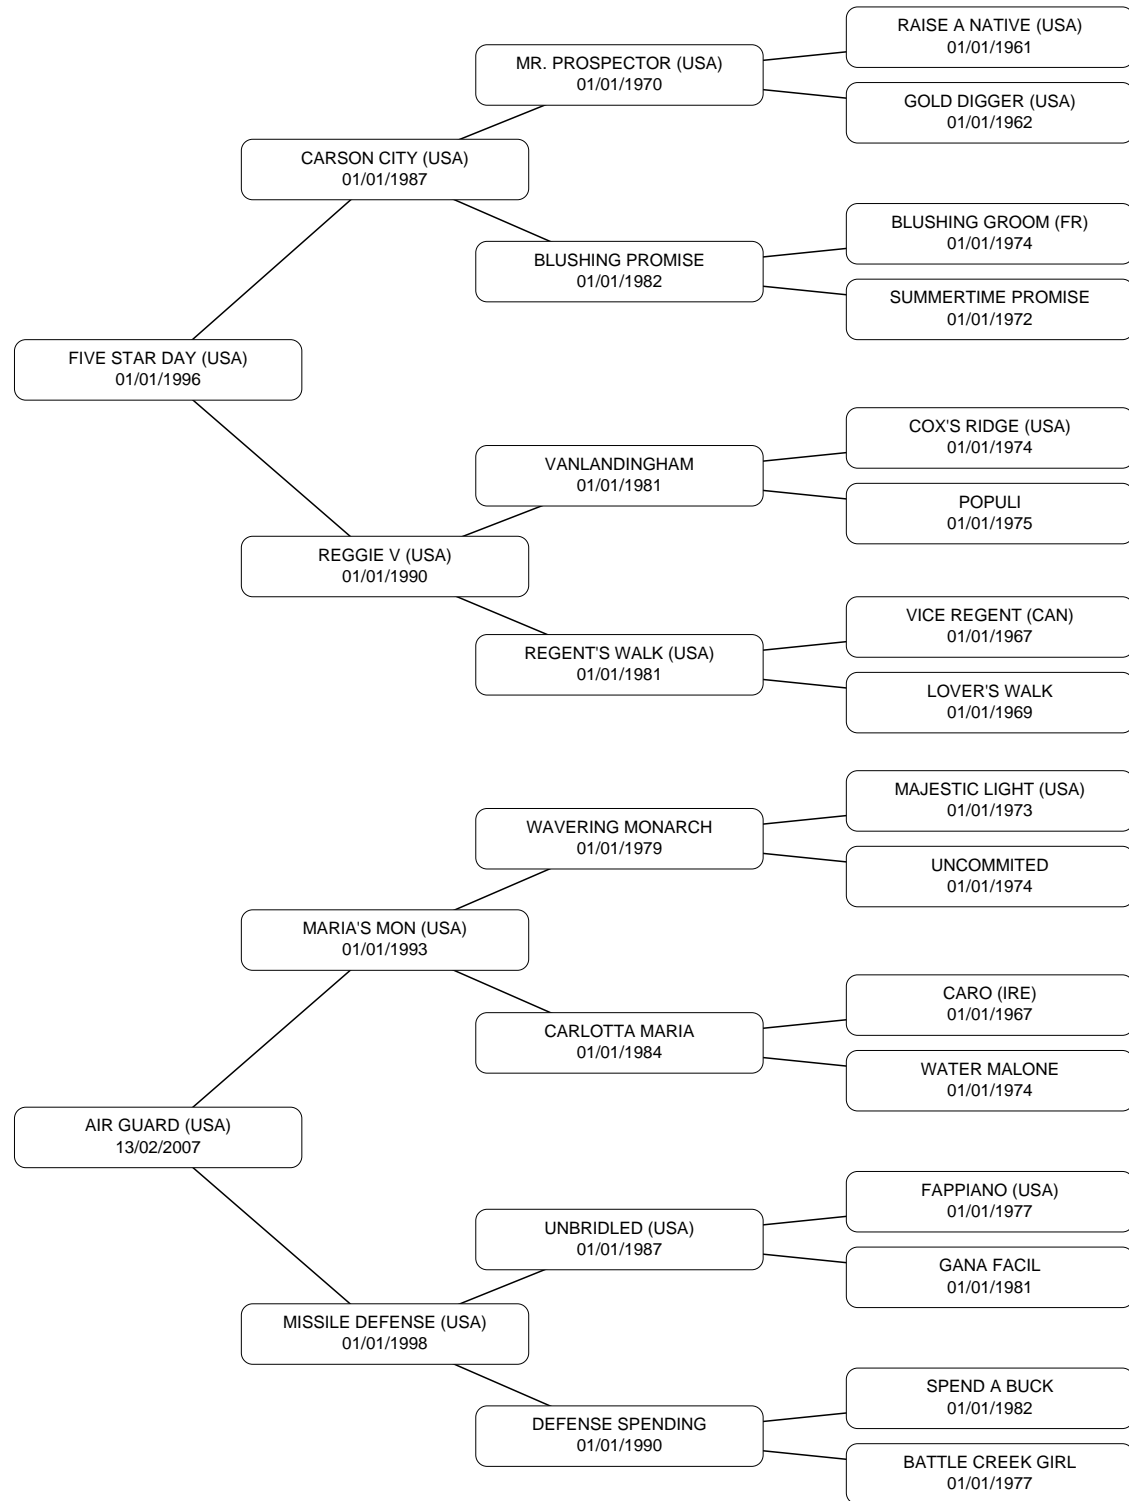 RAISE A NATIVE (USA)
01/01/1961
MR. PROSPECTOR (USA)
01/01/1970
GOLD DIGGER (USA)
01/01/1962
CARSON CITY (USA)
01/01/1987
BLUSHING GROOM (FR)
01/01/1974
BLUSHING PROMISE
01/01/1982
SUMMERTIME PROMISE
01/01/1972
FIVE STAR DAY (USA)
01/01/1996
COX'S RIDGE (USA)
01/01/1974
VANLANDINGHAM
01/01/1981
POPULI
01/01/1975
REGGIE V (USA)
01/01/1990
VICE REGENT (CAN)
01/01/1967
REGENT'S WALK (USA)
01/01/1981
LOVER'S WALK
01/01/1969
MAJESTIC LIGHT (USA)
01/01/1973
WAVERING MONARCH
01/01/1979
UNCOMMITED
01/01/1974
MARIA'S MON (USA)
01/01/1993
CARO (IRE)
01/01/1967
CARLOTTA MARIA
01/01/1984
WATER MALONE
01/01/1974
AIR GUARD (USA)
13/02/2007
FAPPIANO (USA)
01/01/1977
UNBRIDLED (USA)
01/01/1987
GANA FACIL
01/01/1981
MISSILE DEFENSE (USA)
01/01/1998
SPEND A BUCK
01/01/1982
DEFENSE SPENDING
01/01/1990
BATTLE CREEK GIRL
01/01/1977